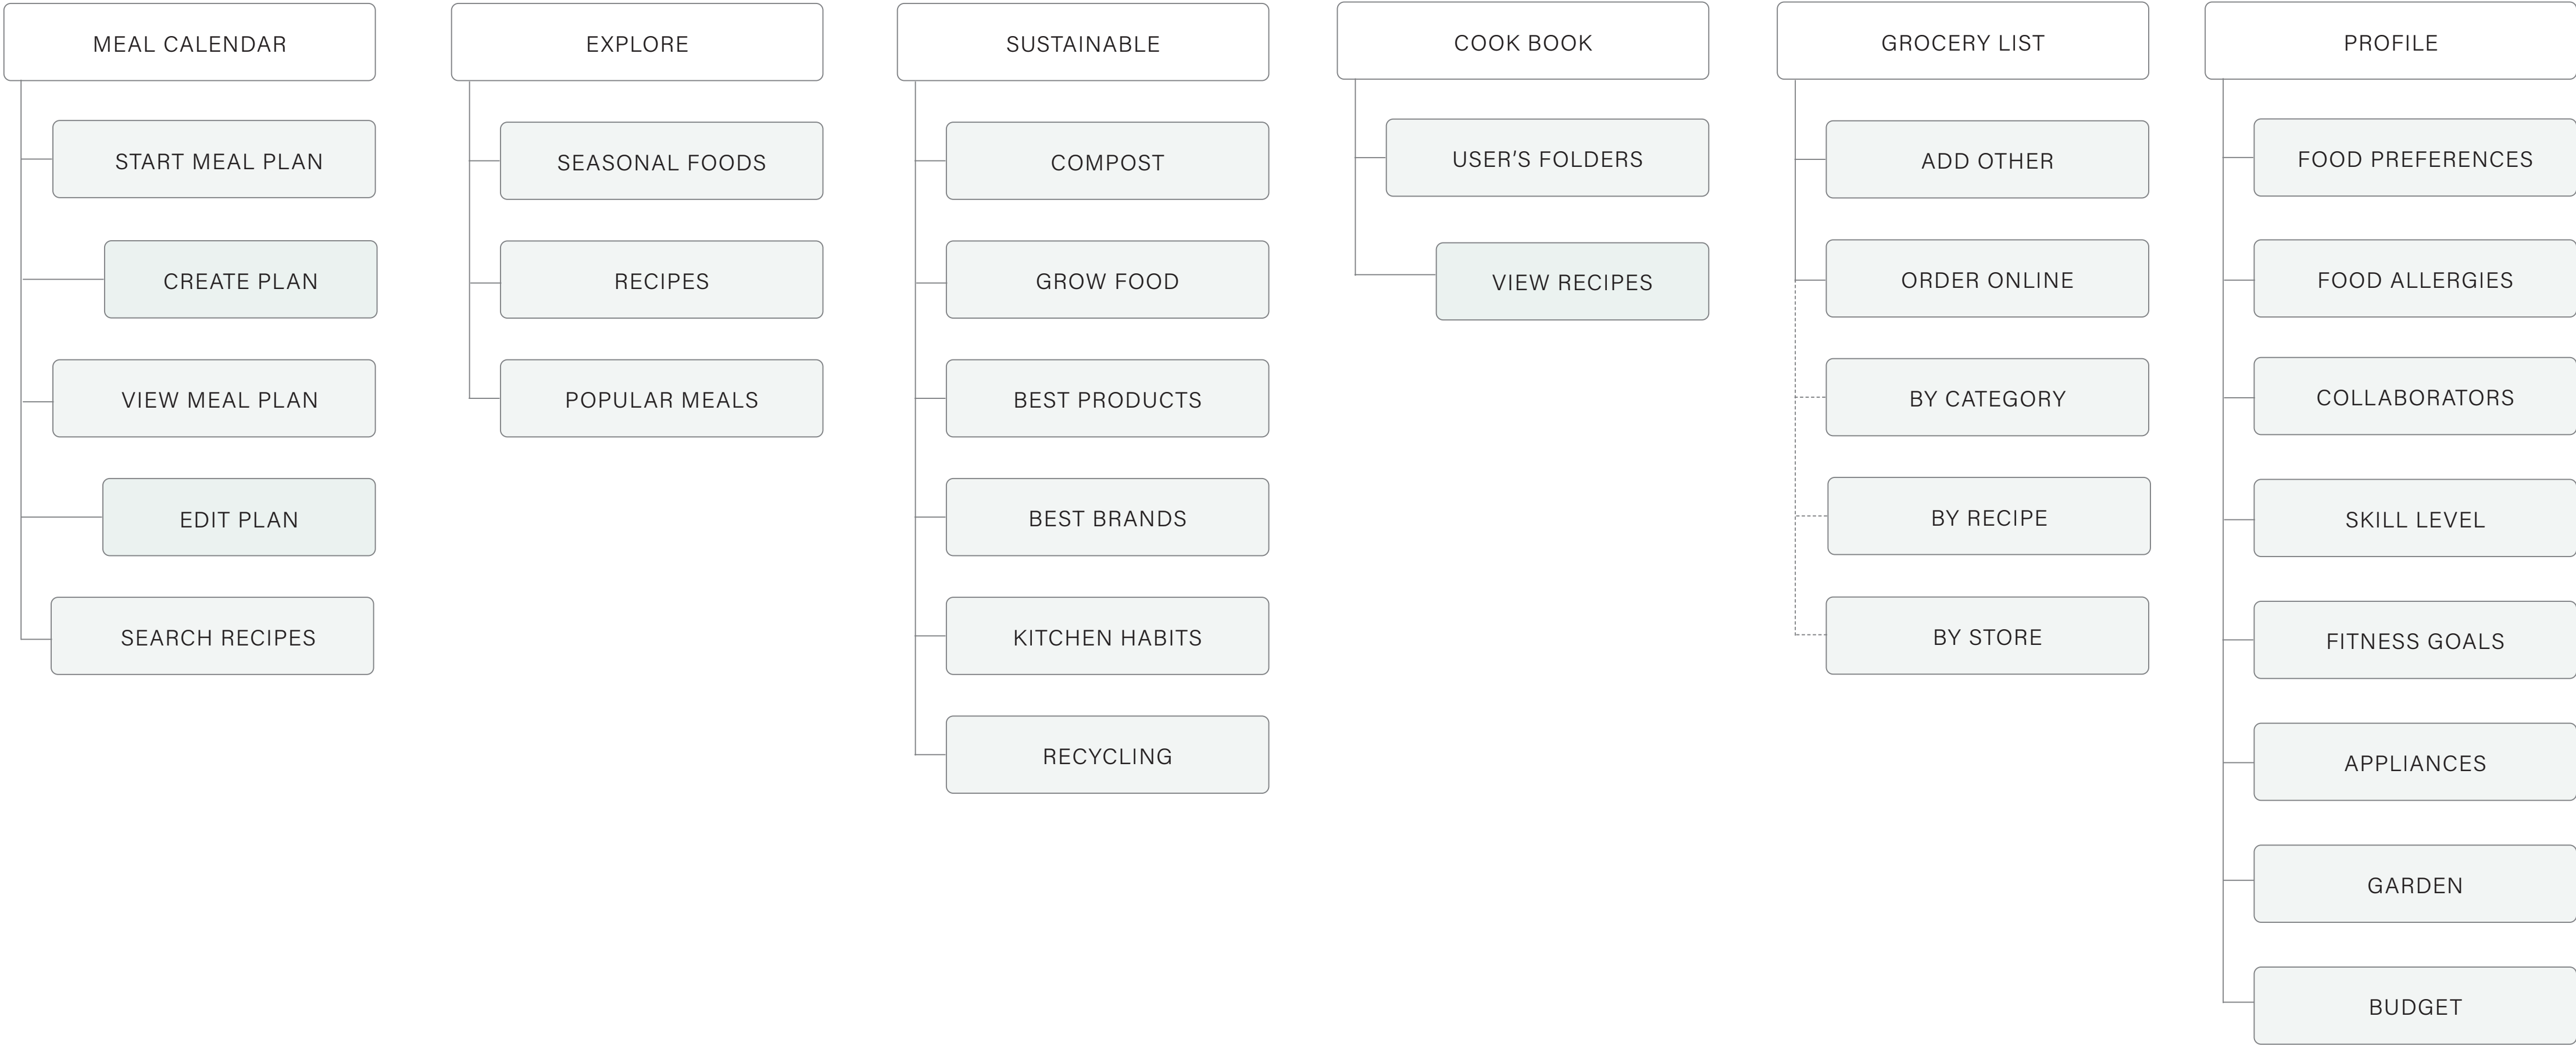 MEAL CALENDAR
START MEAL PLAN
CREATE PLAN
VIEW MEAL PLAN
EDIT PLAN
SEARCH RECIPES
EXPLORE
SEASONAL FOODS
RECIPES
POPULAR MEALS
SUSTAINABLE
COMPOST
GROW FOOD
BEST PRODUCTS
BEST BRANDS
KITCHEN HABITS
RECYCLING
COOK BOOK
USER’S FOLDERS
VIEW RECIPES
GROCERY LIST
ADD OTHER
ORDER ONLINE
BY CATEGORY
BY RECIPE
BY STORE
PROFILE
FOOD PREFERENCES
FOOD ALLERGIES
COLLABORATORS
SKILL LEVEL
FITNESS GOALS
APPLIANCES
GARDEN
BUDGET